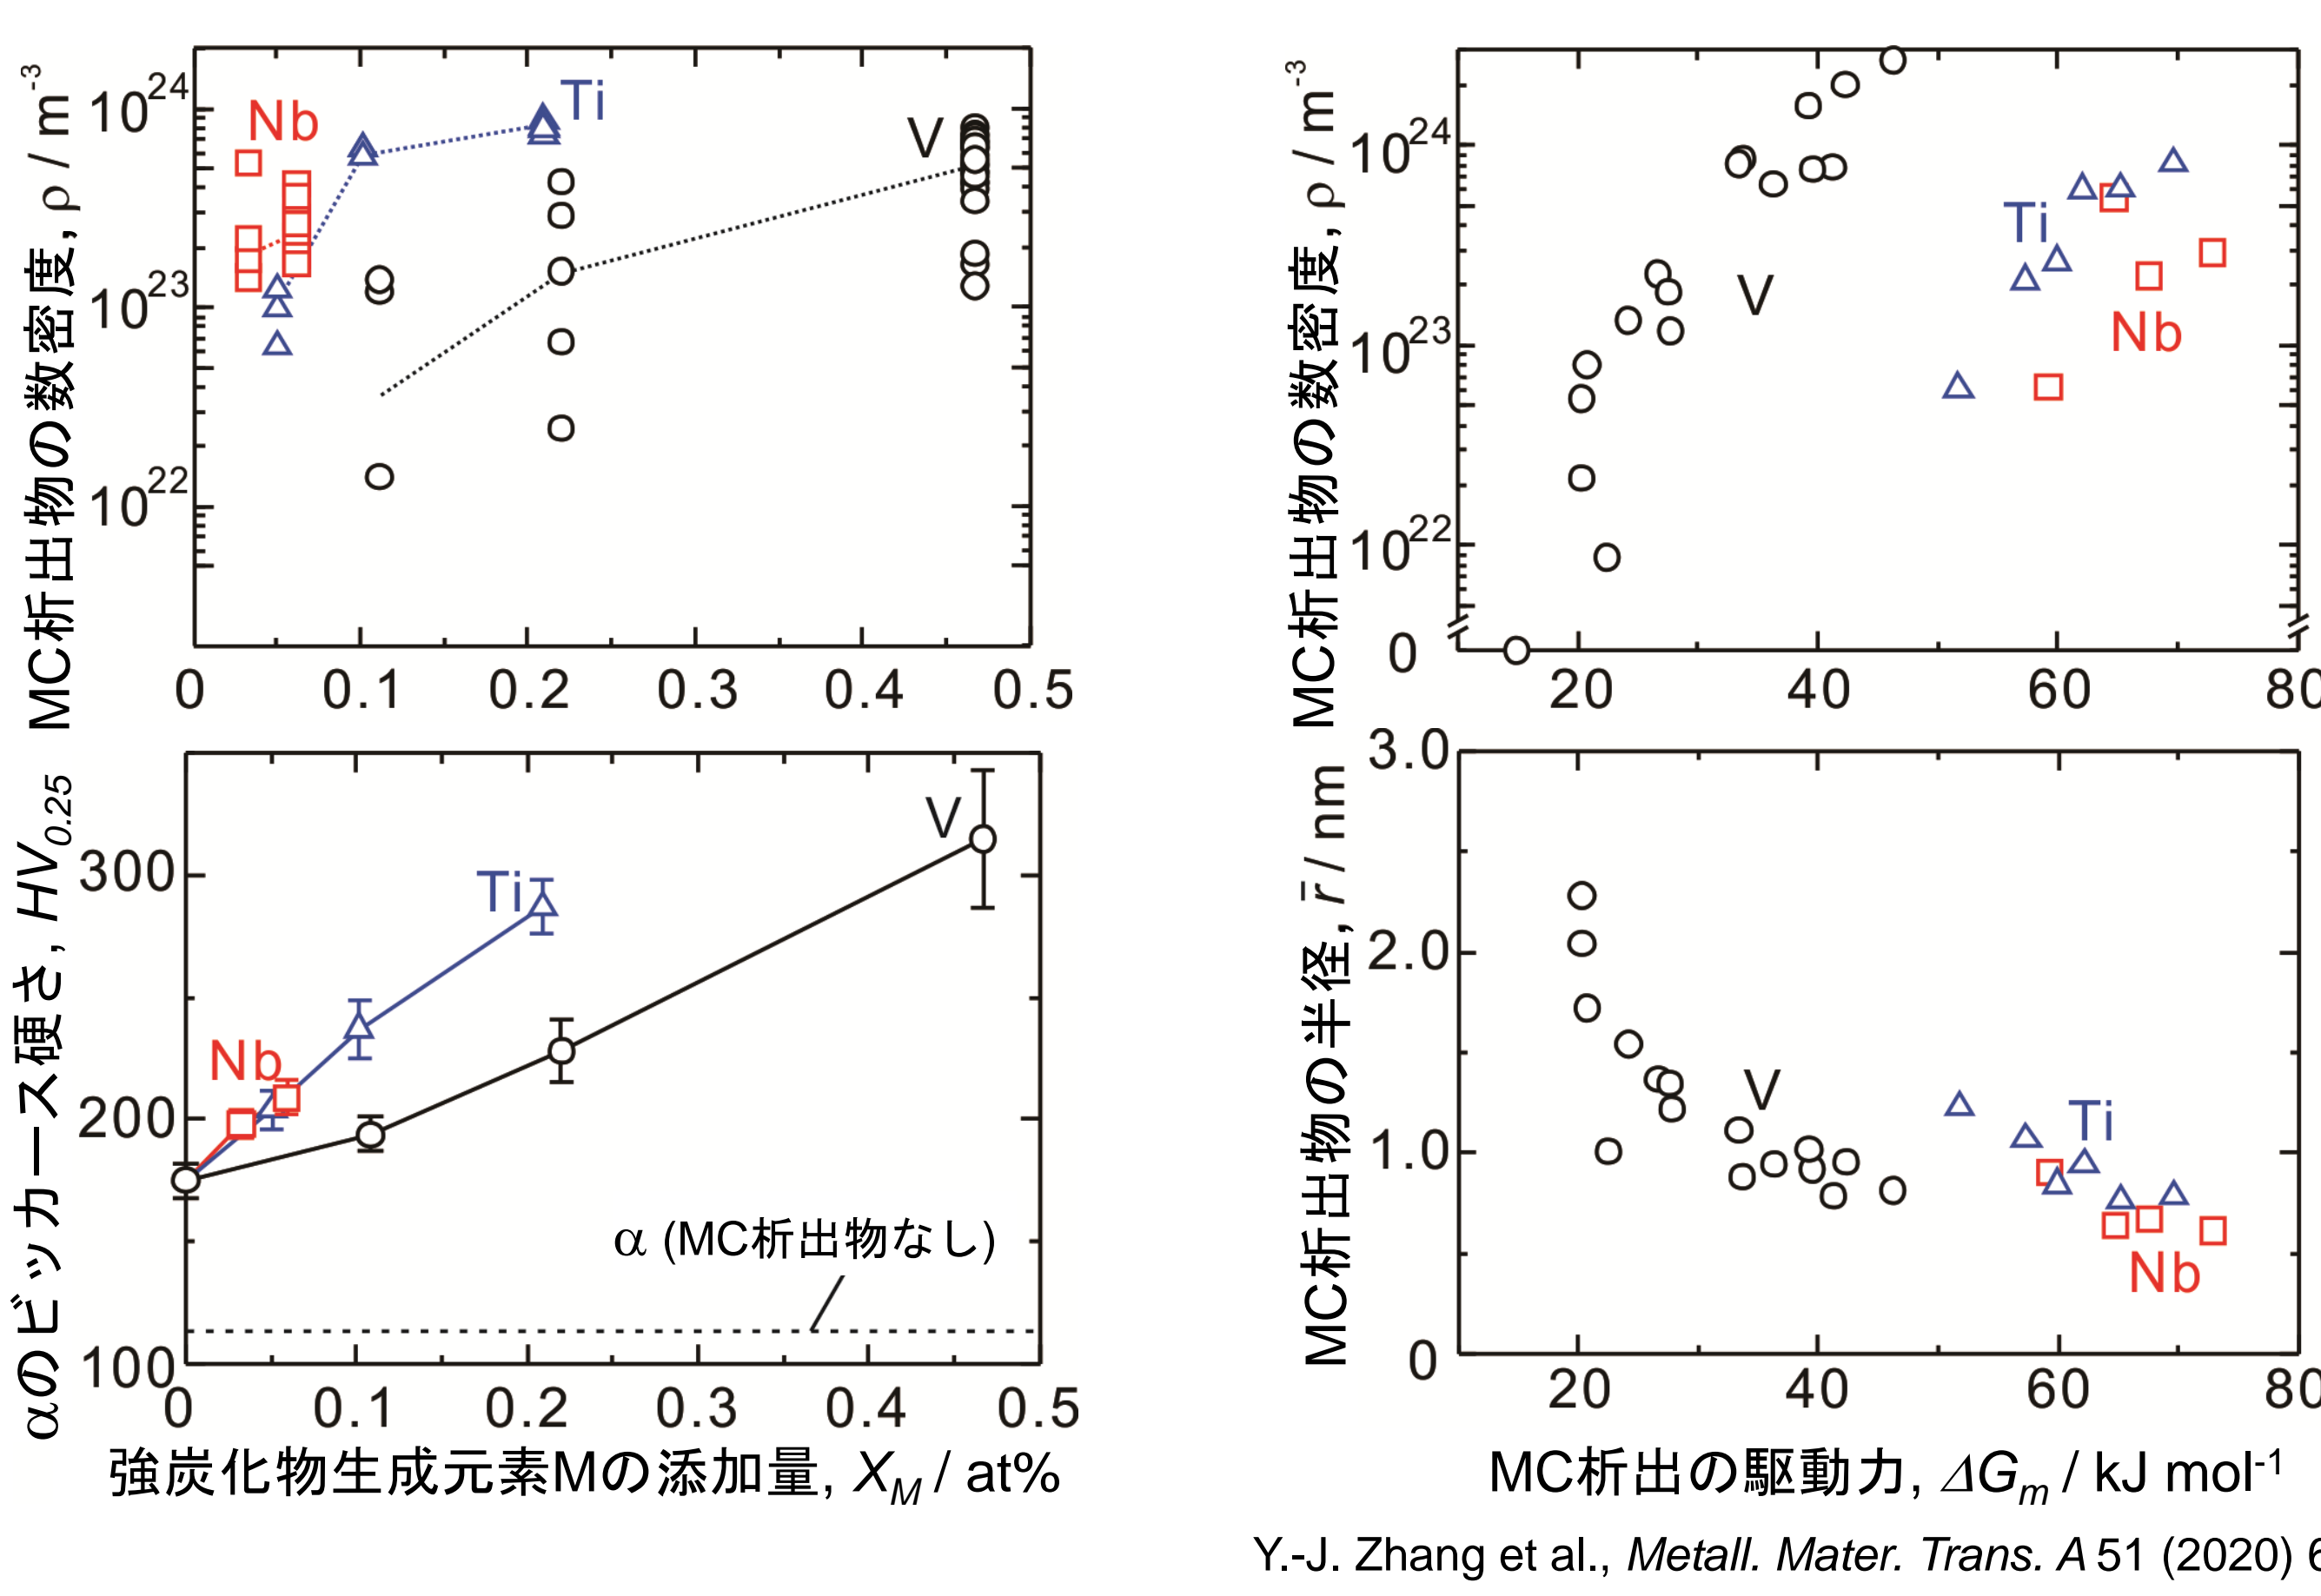 MC析出物の数密度, ρ / m-3
10^24
10^23
10^22
Nb
Ti
V
0 0.1 0.2 0.3 0.4 0.5
MC析出物の数密度, ρ / m-3
10^24
10^23
10^22
0
V
Ti
Nb
20 40 60 80
αのビッカース硬さ, HV0.25
300
200
100
Nb
Ti
V
α (MC析出物なし)
0 0.1 0.2 0.3 0.4 0.5
強炭化物生成元素Mの添加量, XM / at%
MC析出物の半径, r̄ / nm
3.0
2.0
1.0
0
V
Ti
Nb
20 40 60 80
MC析出の駆動力, ΔGm / kJ mol-1
Y.-J. Zhang et al., Metall. Mater. Trans. A 51 (2020)